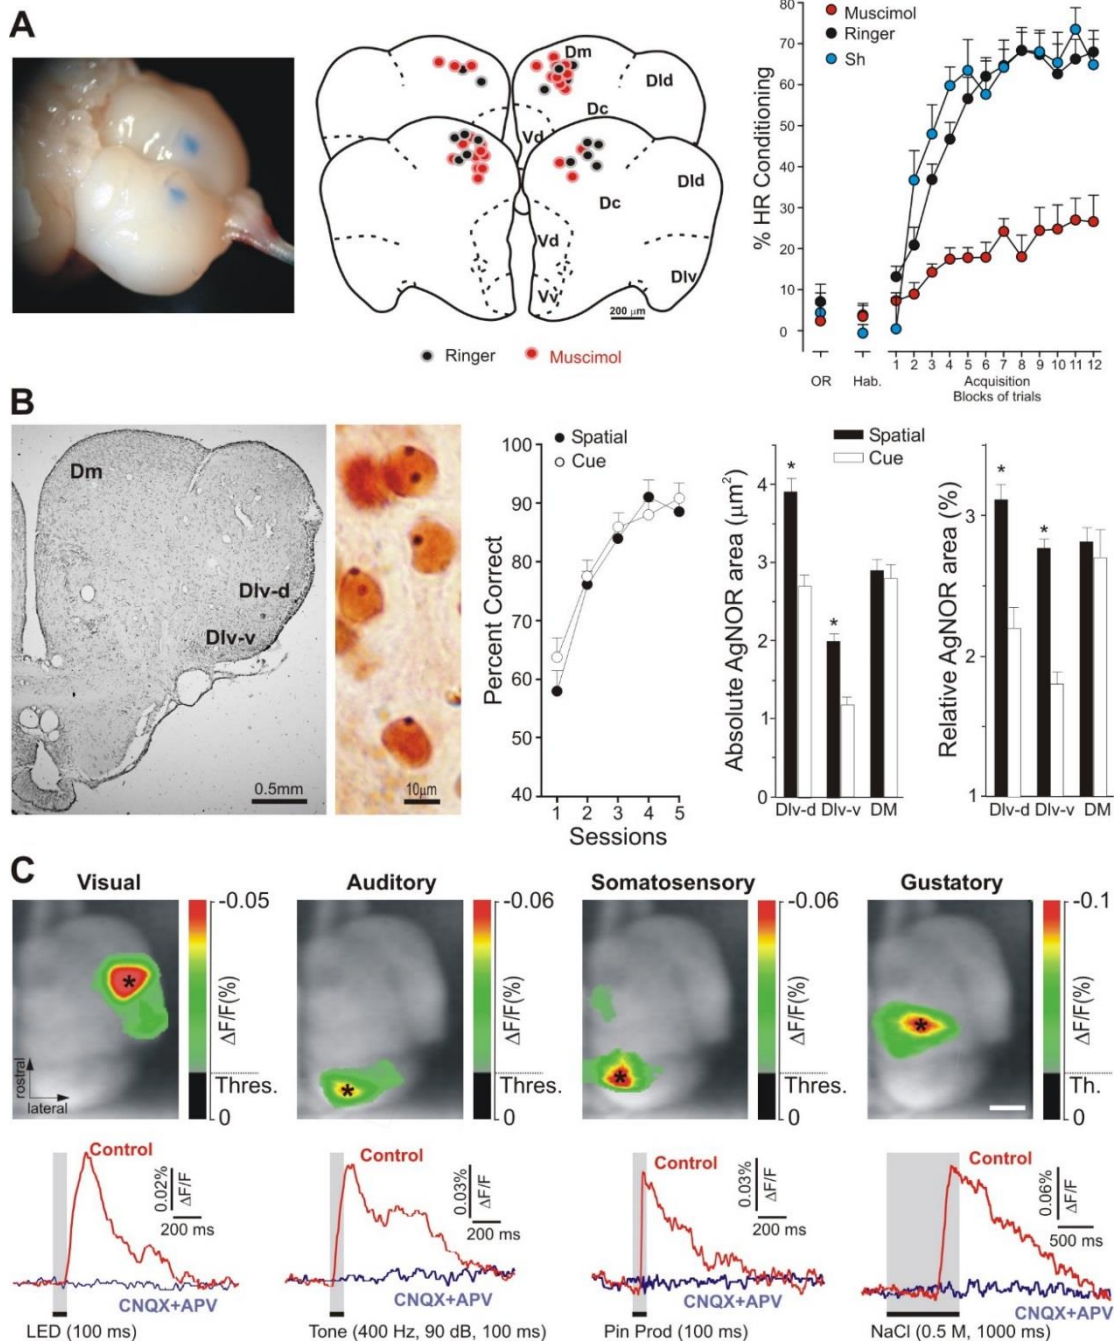 A
Dm
Dld
Dc
Vd
Dld
Dc
Vd
Dlv
Vv
200 μm
Ringer
Muscimol
Muscimol
Ringer
Sh
% HR Conditioning
80
70
60
50
40
30
20
10
0
OR
Hab.
1 2 3 4 5 6 7 8 9 10 11 12
Acquisition
Blocks of trials
B
Dm
Dlv-d
Dlv-v
0.5mm
10μm
Spatial
Cue
Percent Correct
100
90
80
70
60
50
40
1 2 3 4 5
Sessions
Spatial
Cue
Absolute AgNOR area (μm²)
4
3
2
1
0
* *
Dlv-d Dlv-v DM
Relative AgNOR area (%)
3
2
1
* *
Dlv-d Dlv-v DM
C
Visual
-0.05
ΔF/F(%)
Thres.
0
*
rostral
lateral
Auditory
-0.06
ΔF/F(%)
Thres.
0
*
Somatosensory
-0.06
ΔF/F(%)
Thres.
0
*
Gustatory
-0.1
ΔF/F(%)
Th.
0
*
Control
0.02%
ΔF/F
200 ms
CNQX+APV
LED (100 ms)
Control
0.03%
ΔF/F
200 ms
CNQX+APV
Tone (400 Hz, 90 dB, 100 ms)
Control
0.03%
ΔF/F
200 ms
CNQX+APV
Pin Prod (100 ms)
Control
0.06%
ΔF/F
500 ms
CNQX+APV
NaCl (0.5 M, 1000 ms)